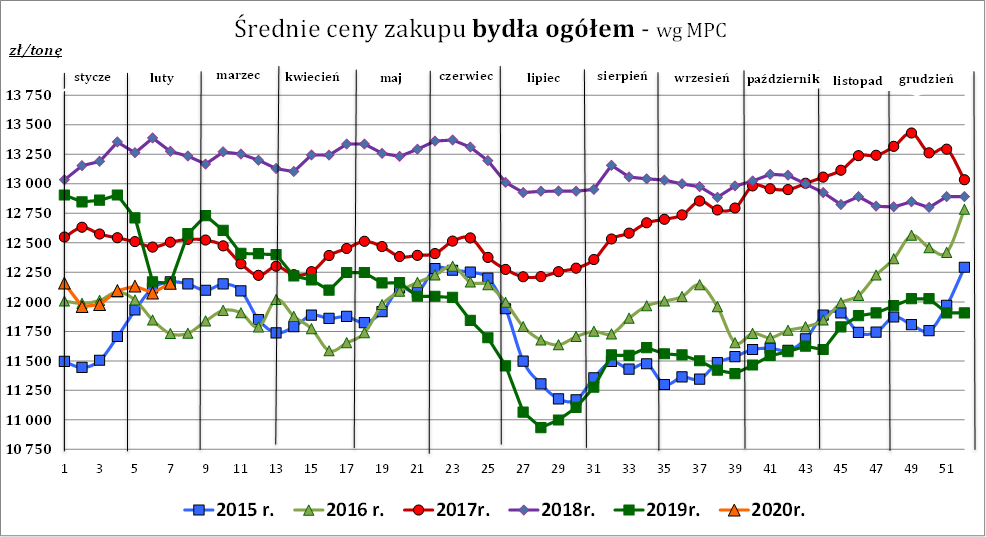 Średnie ceny zakupu bydła ogółem - wg MPC
zł/tonę
stycze luty marzec kwiecień maj czerwiec lipiec sierpień wrzesień październik listopad grudzień
13 750
13 500
13 250
13 000
12 750
12 500
12 250
12 000
11 750
11 500
11 250
11 000
10 750
1 3 5 7 9 11 13 15 17 19 21 23 25 27 29 31 33 35 37 39 41 43 45 47 49 51
2015 r. 2016 r. 2017r. 2018r. 2019r. 2020r.